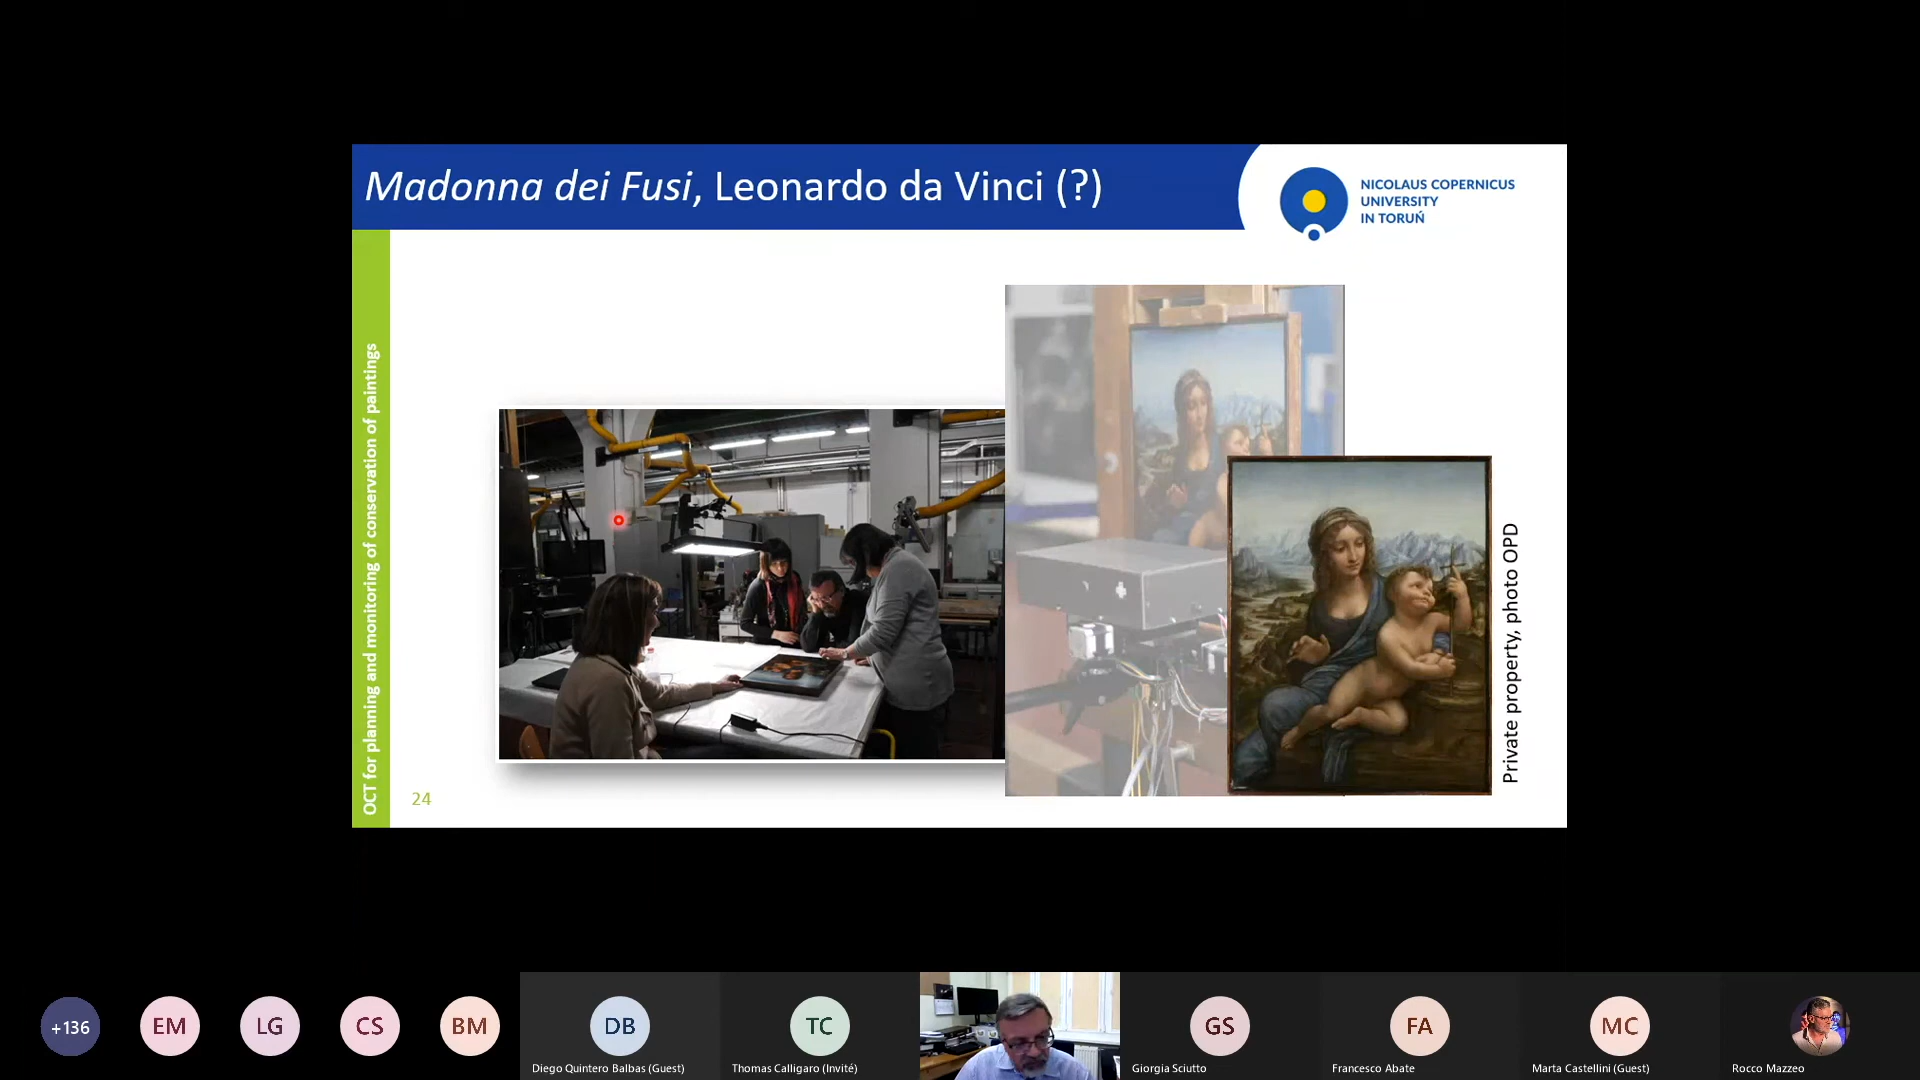 Madonna dei Fusi, Leonardo da Vinci (?)
NICOLAUS COPERNICUS
UNIVERSITY
IN TORUŃ
OCT for planning and monitoring of conservation of paintings
Private property, photo OPD
24
+136
EM
LG
CS
BM
DB
Diego Quintero Balbas (Guest)
TC
Thomas Calligaro (Invité)
GS
Giorgia Sciutto
FA
Francesco Abate
MC
Marta Castellini (Guest)
Rocco Mazzeo